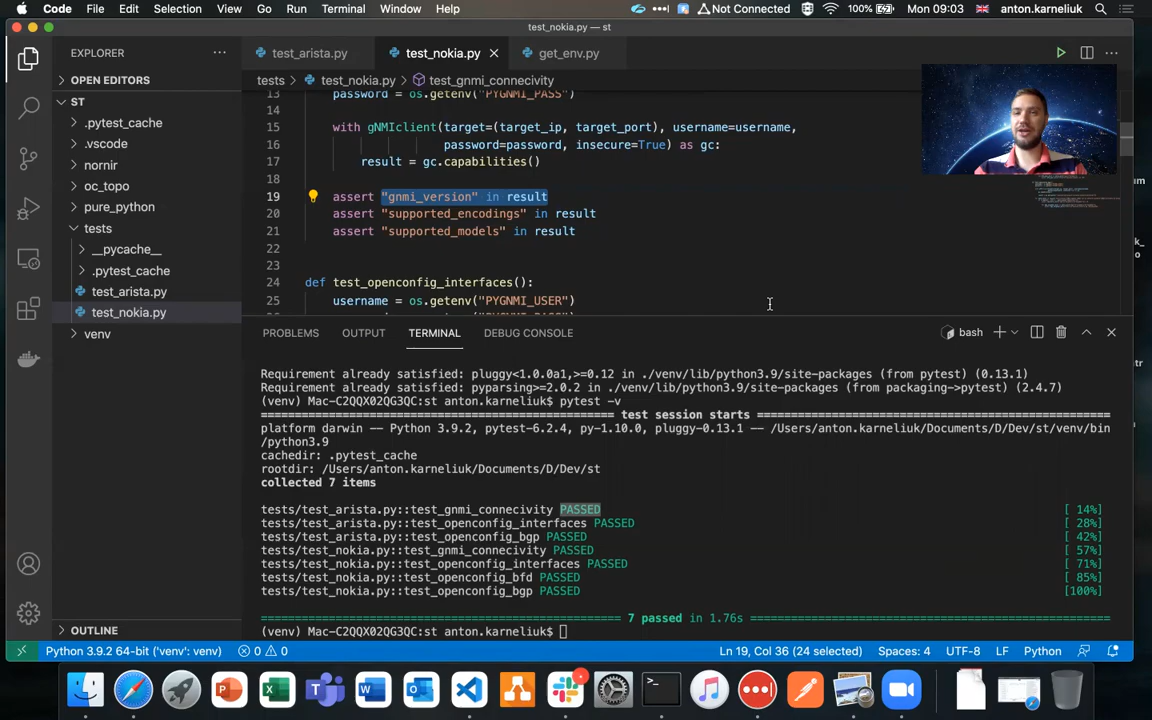 Code File Edit Selection View Go Run Terminal Window Help Not Connected 100% Mon 09:03 anton.karneliuk
test_nokia.py — st
EXPLORER
test_arista.py test_nokia.py get_env.py
OPEN EDITORS
tests > test_nokia.py > test_gnmi_connecivity
ST
.pytest_cache
.vscode
nornir
oc_topo
pure_python
tests
__pycache__
.pytest_cache
test_arista.py
test_nokia.py
venv
OUTLINE
13 password = os.getenv("PYGNMI_PASS")
14
15 with gNMIclient(target=(target_ip, target_port), username=username,
16 password=password, insecure=True) as gc:
17 result = gc.capabilities()
18
19 assert "gnmi_version" in result
20 assert "supported_encodings" in result
21 assert "supported_models" in result
22
23
24 def test_openconfig_interfaces():
25 username = os.getenv("PYGNMI_USER")
PROBLEMS OUTPUT TERMINAL DEBUG CONSOLE bash
Requirement already satisfied: pluggy<1.0.0a1,>=0.12 in ./venv/lib/python3.9/site-packages (from pytest) (0.13.1)
Requirement already satisfied: pyparsing>=2.0.2 in ./venv/lib/python3.9/site-packages (from packaging->pytest) (2.4.7)
(venv) Mac-C2QQX02QG3QC:st anton.karneliuk$ pytest -v
test session starts
platform darwin -- Python 3.9.2, pytest-6.2.4, py-1.10.0, pluggy-0.13.1 -- /Users/anton.karneliuk/Documents/D/Dev/st/venv/bin
/python3.9
cachedir: .pytest_cache
rootdir: /Users/anton.karneliuk/Documents/D/Dev/st
collected 7 items
tests/test_arista.py::test_gnmi_connecivity PASSED [ 14%]
tests/test_arista.py::test_openconfig_interfaces PASSED [ 28%]
tests/test_arista.py::test_openconfig_bgp PASSED [ 42%]
tests/test_nokia.py::test_gnmi_connecivity PASSED [ 57%]
tests/test_nokia.py::test_openconfig_interfaces PASSED [ 71%]
tests/test_nokia.py::test_openconfig_bfd PASSED [ 85%]
tests/test_nokia.py::test_openconfig_bgp PASSED [100%]
7 passed in 1.76s
(venv) Mac-C2QQX02QG3QC:st anton.karneliuk$
Python 3.9.2 64-bit ('venv': venv) 0 0 Ln 19, Col 36 (24 selected) Spaces: 4 UTF-8 LF Python